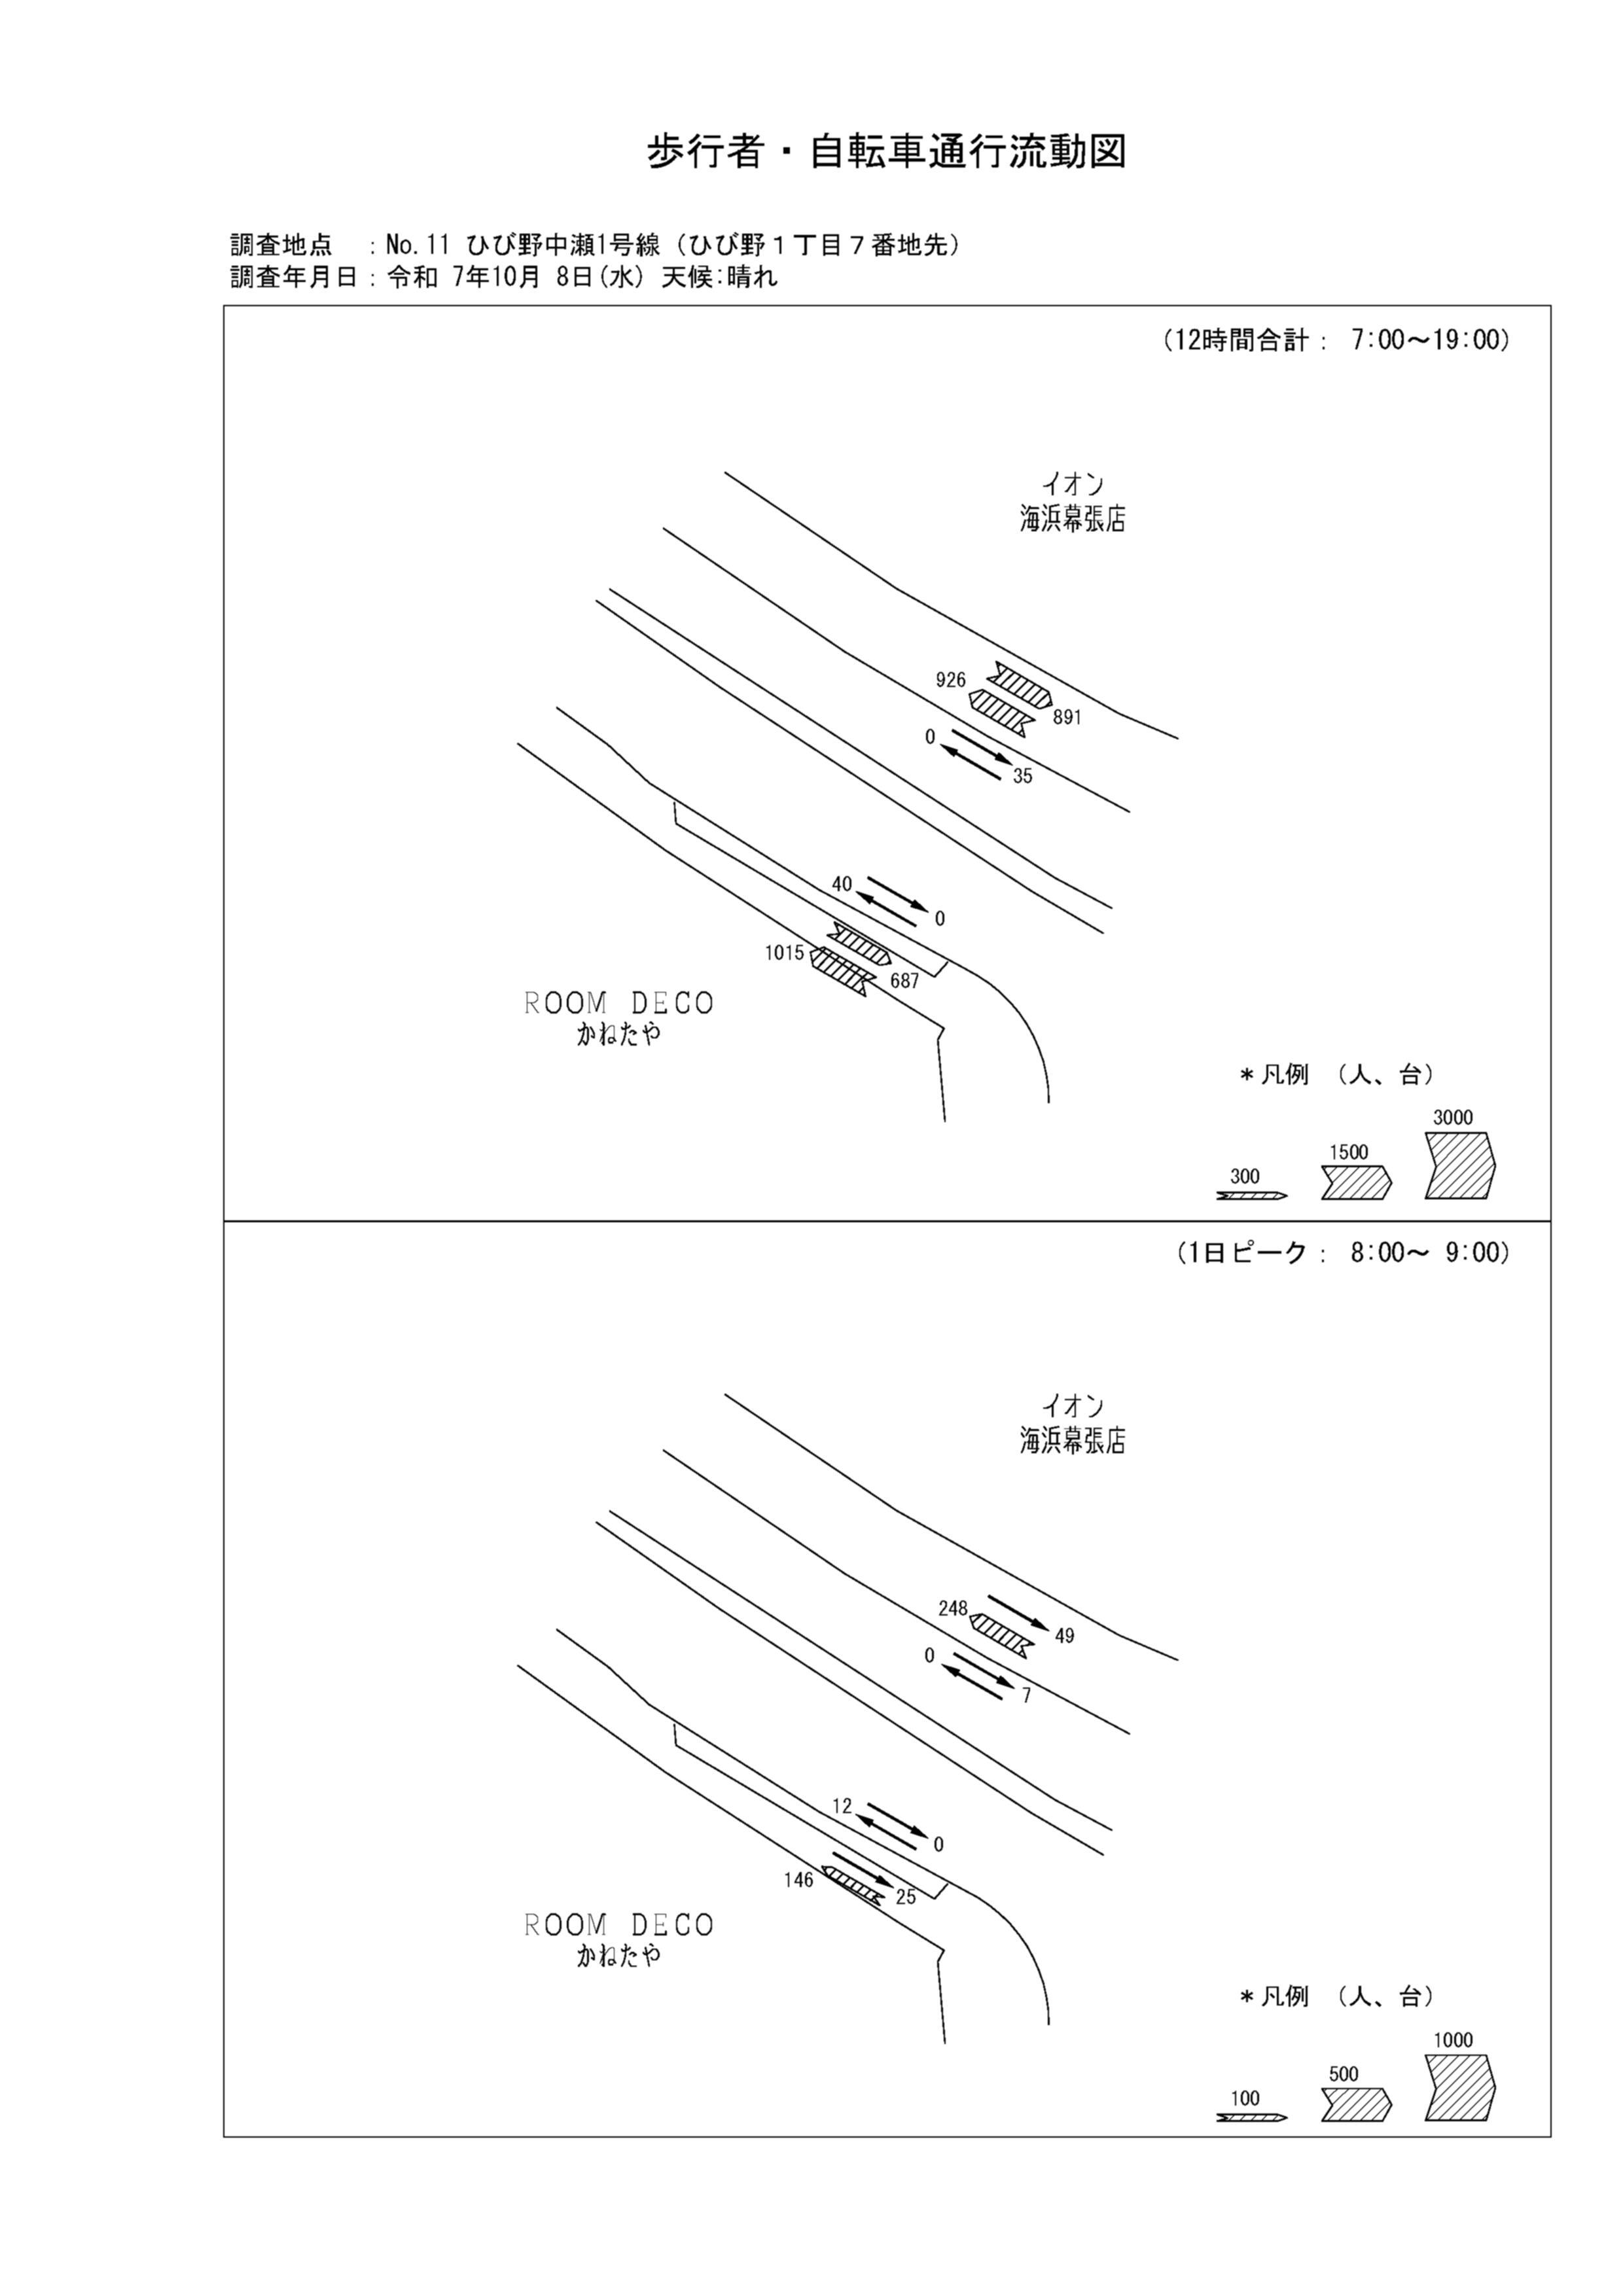 歩行者・自転車通行流動図
調査地点 : No.11 ひび野中瀬1号線（ひび野１丁目７番地先）
調査年月日 : 令和 7年10月 8日(水) 天候:晴れ
（12時間合計： 7:00～19:00）
イオン
海浜幕張店
926
891
0
35
40
0
1015
687
ROOM DECO
かねたや
＊凡例 （人、台）
3000
1500
300
（1日ピーク： 8:00～ 9:00）
イオン
海浜幕張店
248
49
0
7
12
0
146
25
ROOM DECO
かねたや
＊凡例 （人、台）
1000
500
100